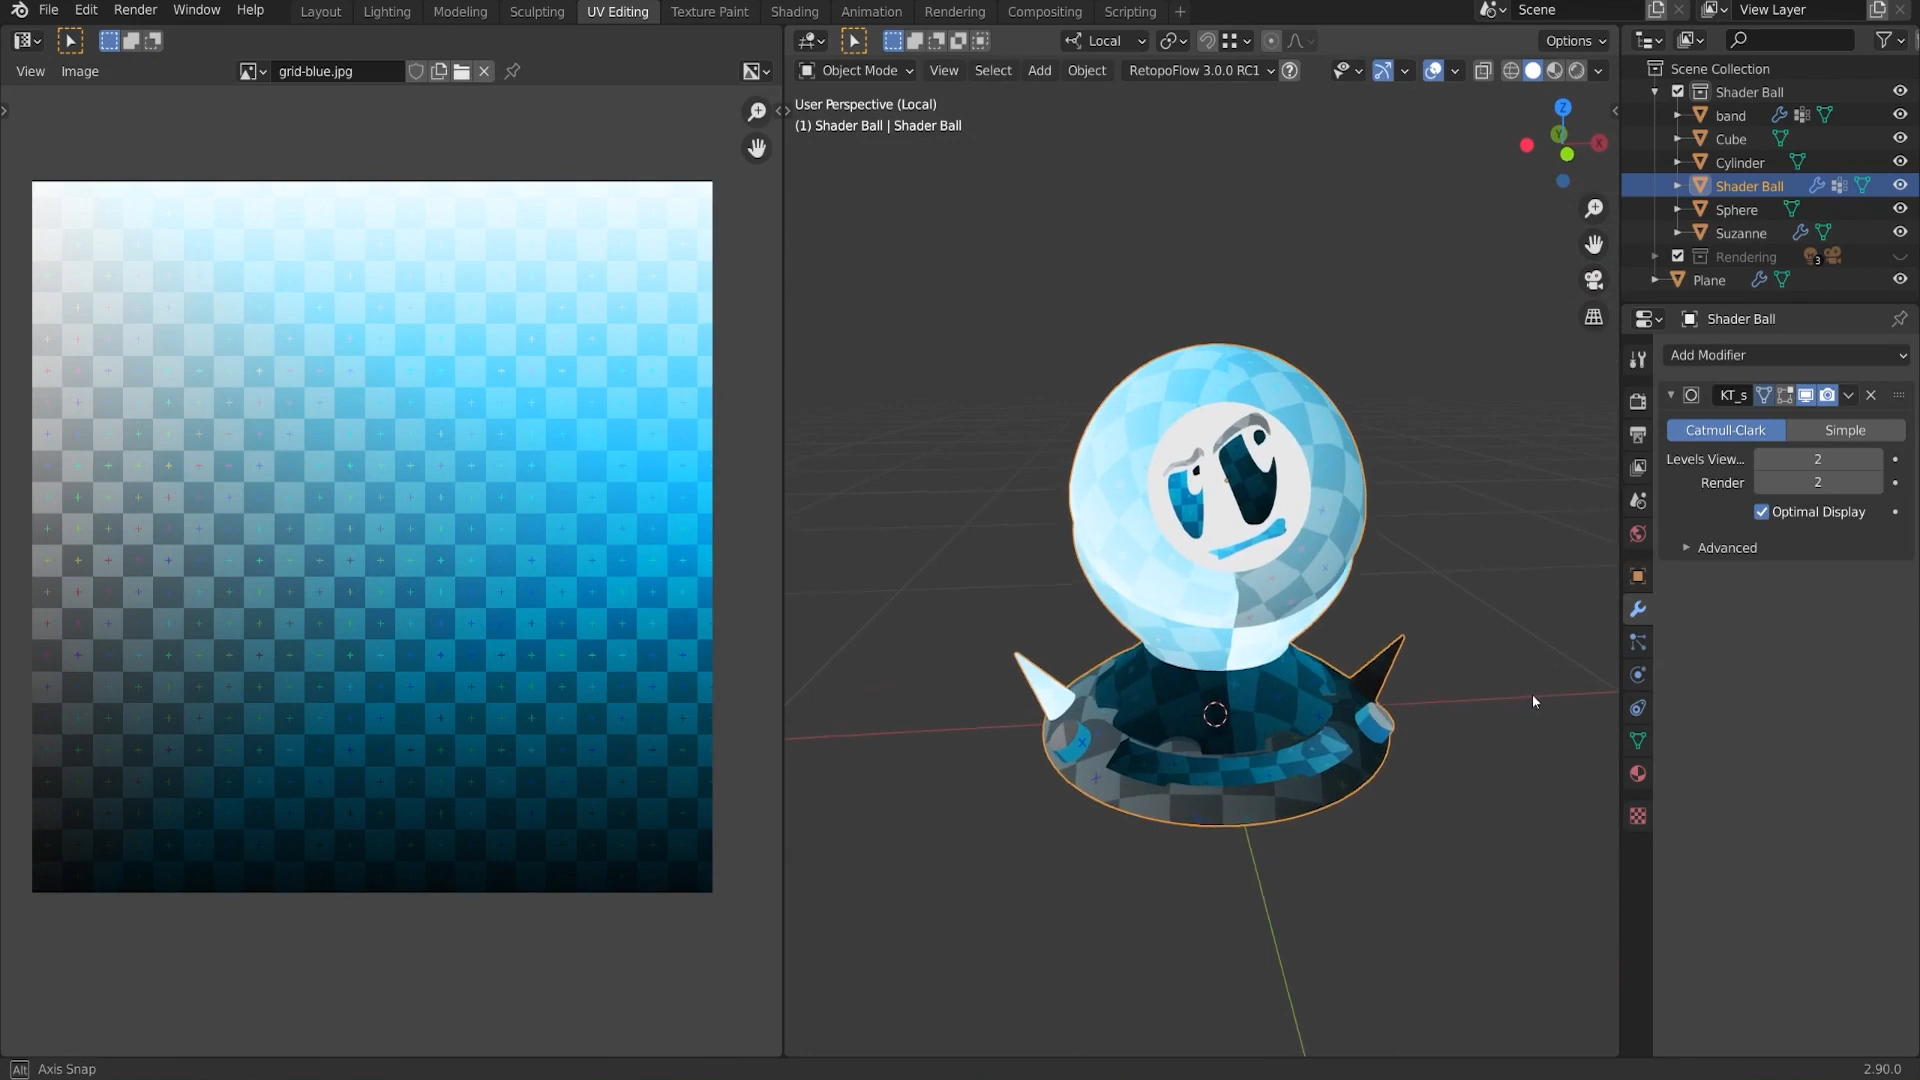 File Edit Render Window Help Layout Lighting Modeling Sculpting UV Editing Texture Paint Shading Animation Rendering Compositing Scripting + Scene View Layer
Local Options
View Image grid-blue.jpg Object Mode View Select Add Object RetopoFlow 3.0.0 RC1
User Perspective (Local)
(1) Shader Ball | Shader Ball
Z
Y
X
Scene Collection
Shader Ball
band
Cube
Cylinder
Shader Ball
Sphere
Suzanne
Rendering 3
Plane
Shader Ball
Add Modifier
KT_s
Catmull-Clark Simple
Levels View... 2
Render 2
Optimal Display
Advanced
Alt Axis Snap 2.90.0